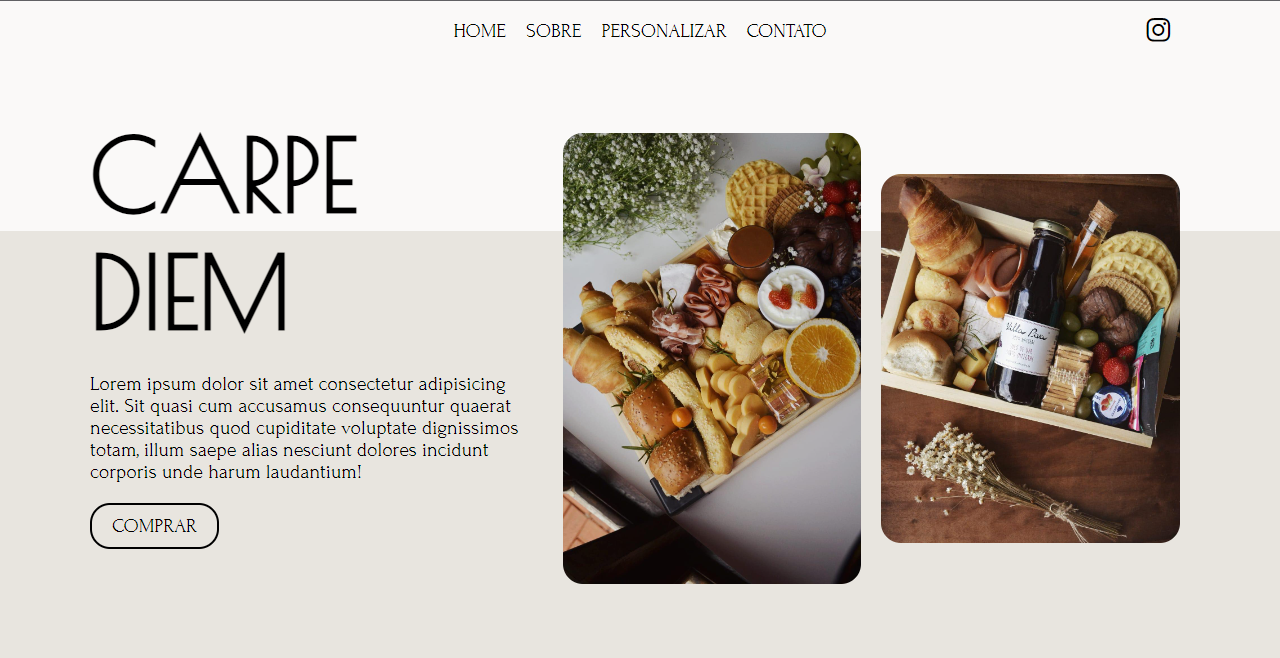 HOME SOBRE PERSONALIZAR CONTATO
CARPE
DIEM
Lorem ipsum dolor sit amet consectetur adipisicing
elit. Sit quasi cum accusamus consequuntur quaerat
necessitatibus quod cupiditate voluptate dignissimos
totam, illum saepe alias nesciunt dolores incidunt
corporis unde harum laudantium!
COMPRAR